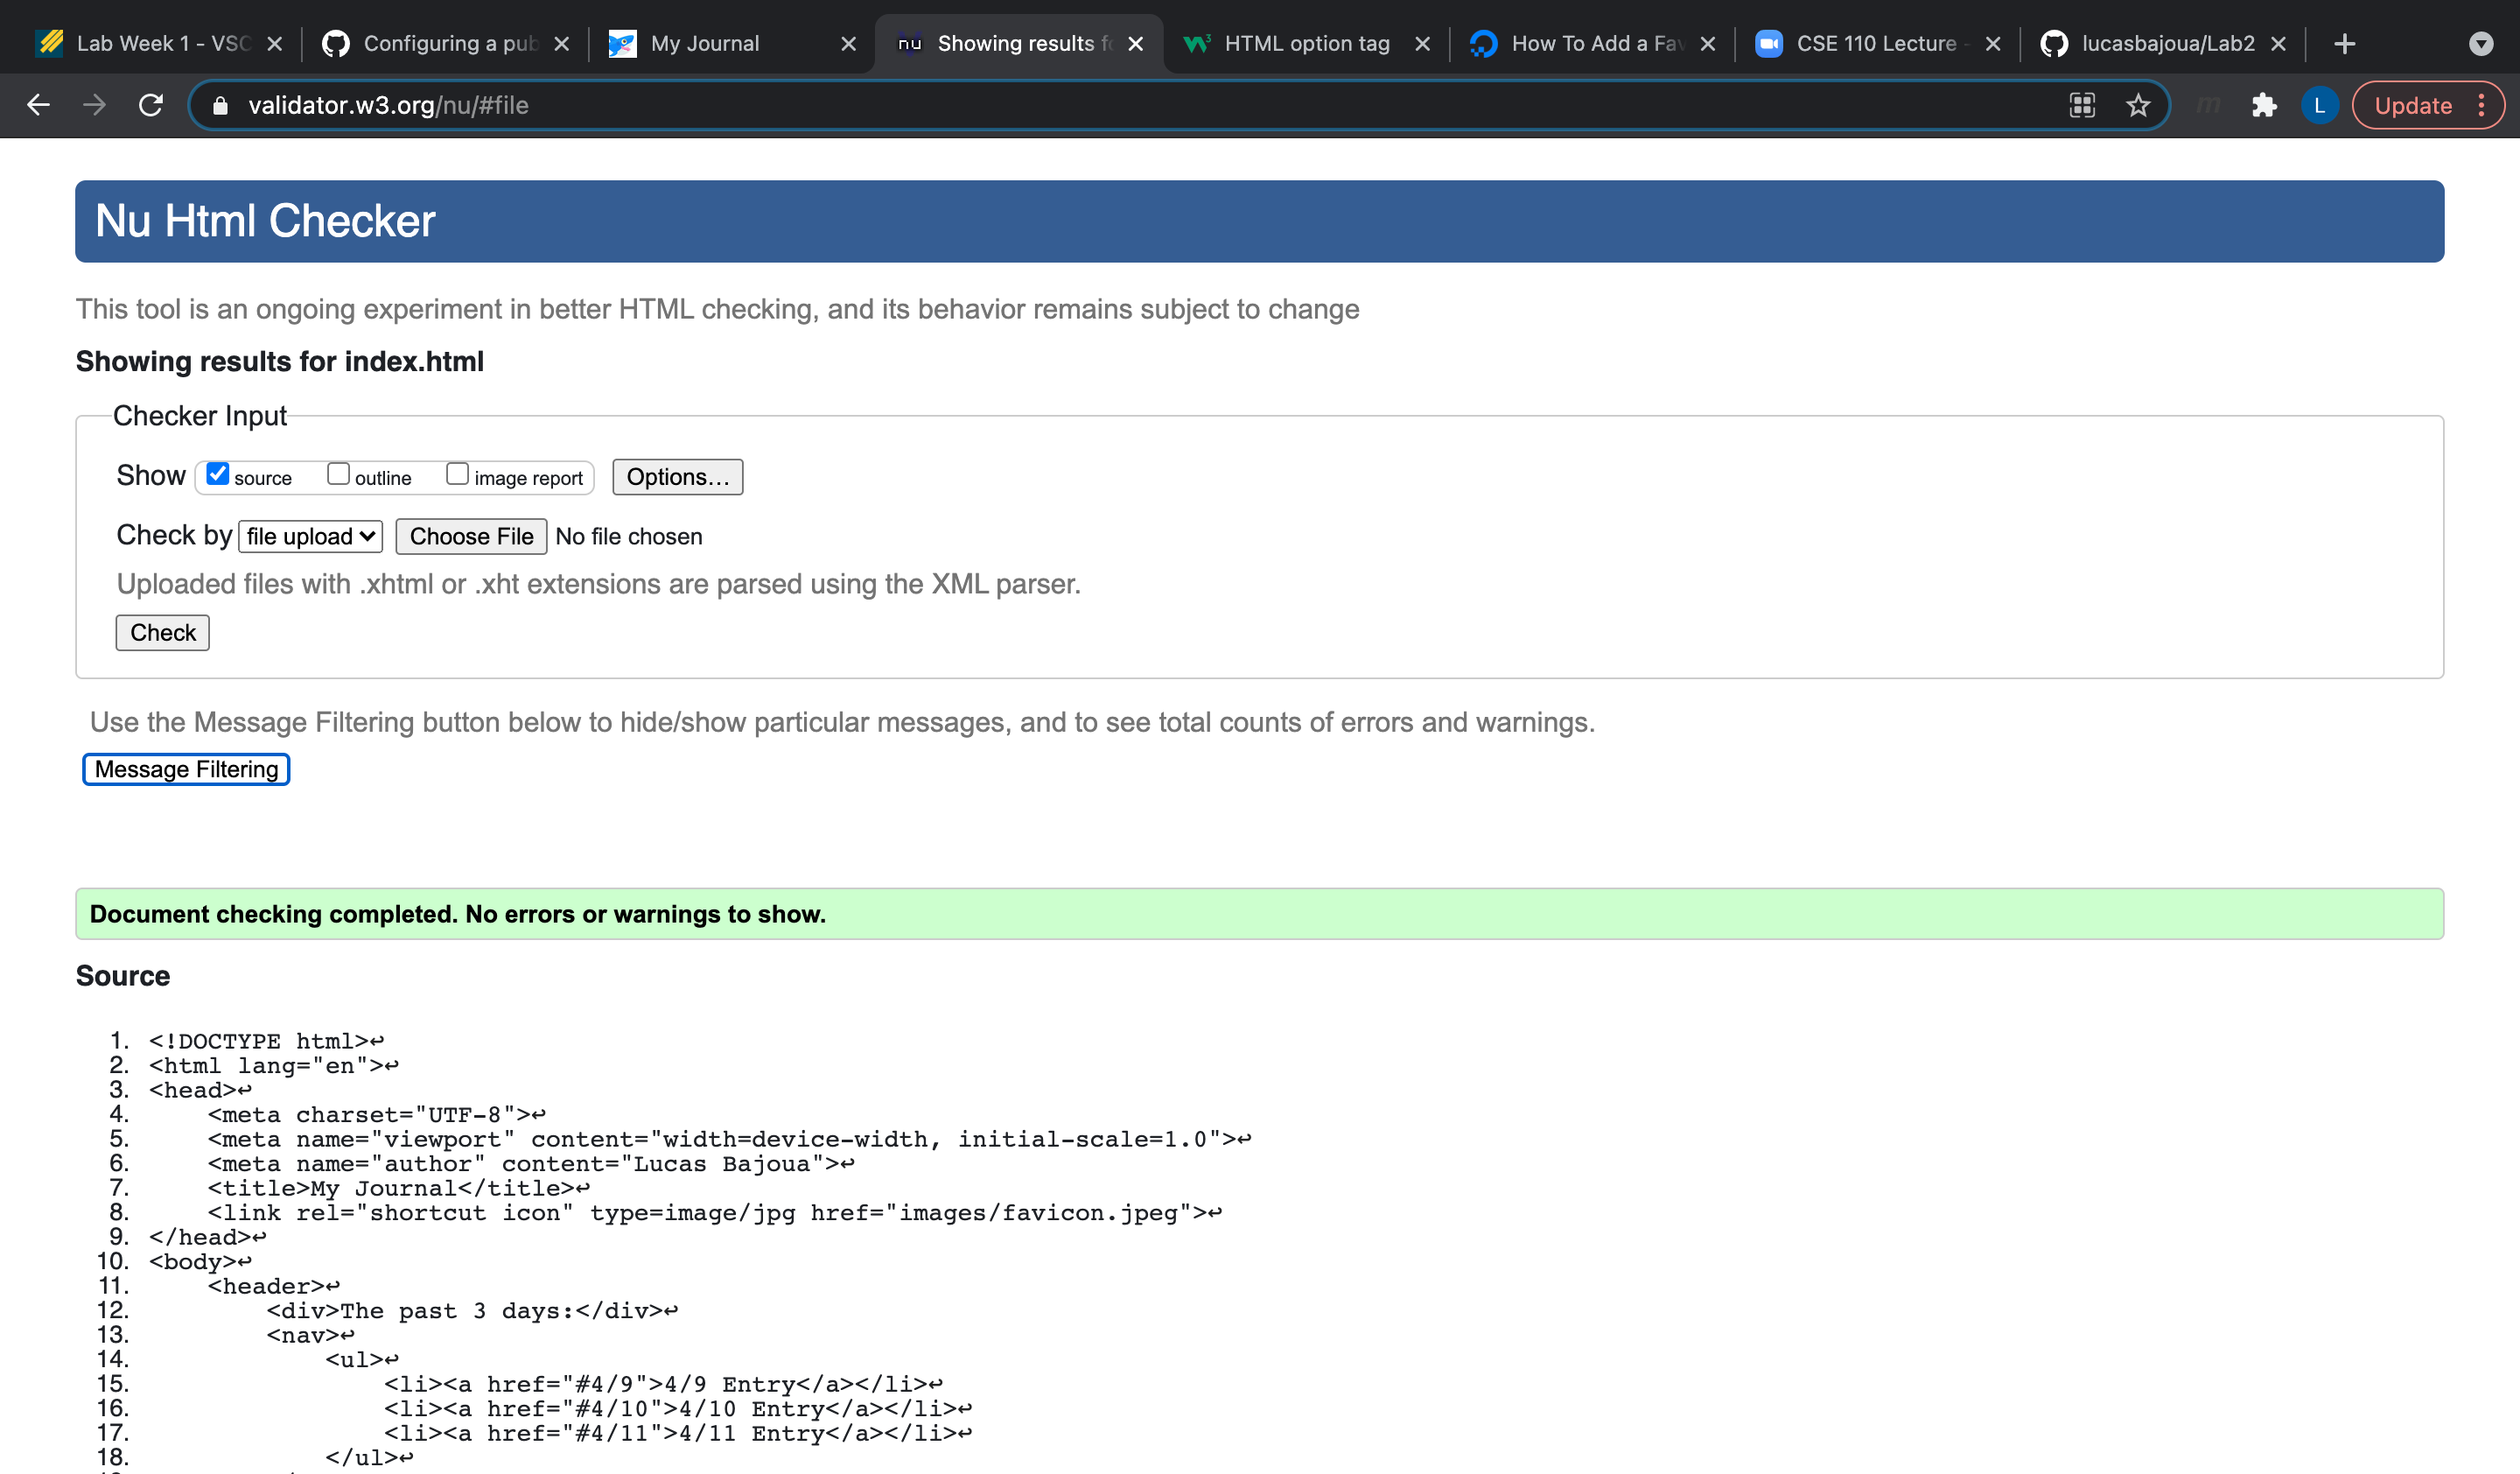 Lab Week 1 - VSC
Configuring a pub
My Journal
nu Showing results fo
HTML option tag
How To Add a Fav
CSE 110 Lecture -
lucasbajoua/Lab2
validator.w3.org/nu/#file
L
Update
Nu Html Checker
This tool is an ongoing experiment in better HTML checking, and its behavior remains subject to change
Showing results for index.html
Checker Input
Show source outline image report Options...
Check by file upload Choose File No file chosen
Uploaded files with .xhtml or .xht extensions are parsed using the XML parser.
Check
Use the Message Filtering button below to hide/show particular messages, and to see total counts of errors and warnings.
Message Filtering
Document checking completed. No errors or warnings to show.
Source
1. <!DOCTYPE html>↩
2. <html lang="en">↩
3. <head>↩
4. <meta charset="UTF-8">↩
5. <meta name="viewport" content="width=device-width, initial-scale=1.0">↩
6. <meta name="author" content="Lucas Bajoua">↩
7. <title>My Journal</title>↩
8. <link rel="shortcut icon" type=image/jpg href="images/favicon.jpeg">↩
9. </head>↩
10. <body>↩
11. <header>↩
12. <div>The past 3 days:</div>↩
13. <nav>↩
14. <ul>↩
15. <li><a href="#4/9">4/9 Entry</a></li>↩
16. <li><a href="#4/10">4/10 Entry</a></li>↩
17. <li><a href="#4/11">4/11 Entry</a></li>↩
18. </ul>↩